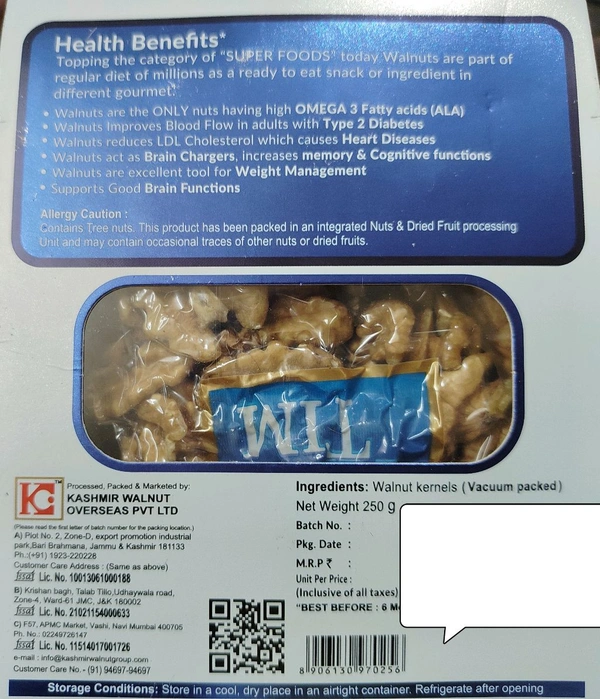 Health Benefits*
Topping the category of "SUPER FOODS" today Walnuts are part of
regular diet of millions as a ready to eat snack or ingredient in
different gourmet.
• Walnuts are the ONLY nuts having high OMEGA 3 Fatty acids (ALA)
• Walnuts Improves Blood Flow in adults with Type 2 Diabetes
• Walnuts reduces LDL Cholesterol which causes Heart Diseases
• Walnuts act as Brain Chargers, increases memory & Cognitive functions
• Walnuts are excellent tool for Weight Management
• Supports Good Brain Functions
Allergy Caution :
Contains Tree nuts. This product has been packed in an integrated Nuts & Dried Fruit processing
Unit and may contain occasional traces of other nuts or dried fruits.
Processed, Packed & Marketed by:
KASHMIR WALNUT
OVERSEAS PVT LTD
(Please read the first letter of batch number for the packing location.)
A) Plot No. 2, Zone-D, export promotion industrial
park,Bari Brahmana, Jammu & Kashmir 181133
Ph.:(+91) 1923-220228
Customer Care Address : (Same as above)
fssai Lic. No. 10013061000188
B) Krishan bagh, Talab Tillo,Udhaywala road,
Zone-4, Ward-61 JMC, J&K 180002
fssai Lic. No. 21021154000633
C) F57, APMC Market, Vashi, Navi Mumbai 400705
Ph. No.: 02249726147
fssai Lic. No. 11514017001726
e-mail : info@kashmirwalnutgroup.com
Customer Care No.- (91) 94697-94697
Ingredients: Walnut kernels (Vacuum packed)
Net Weight 250 g
Batch No. :
Pkg. Date :
M.R.P ₹ :
Unit Per Price :
(Inclusive of all taxes)
"BEST BEFORE : 6 M
8 906130 970256
Storage Conditions: Store in a cool, dry place in an airtight container. Refrigerate after opening